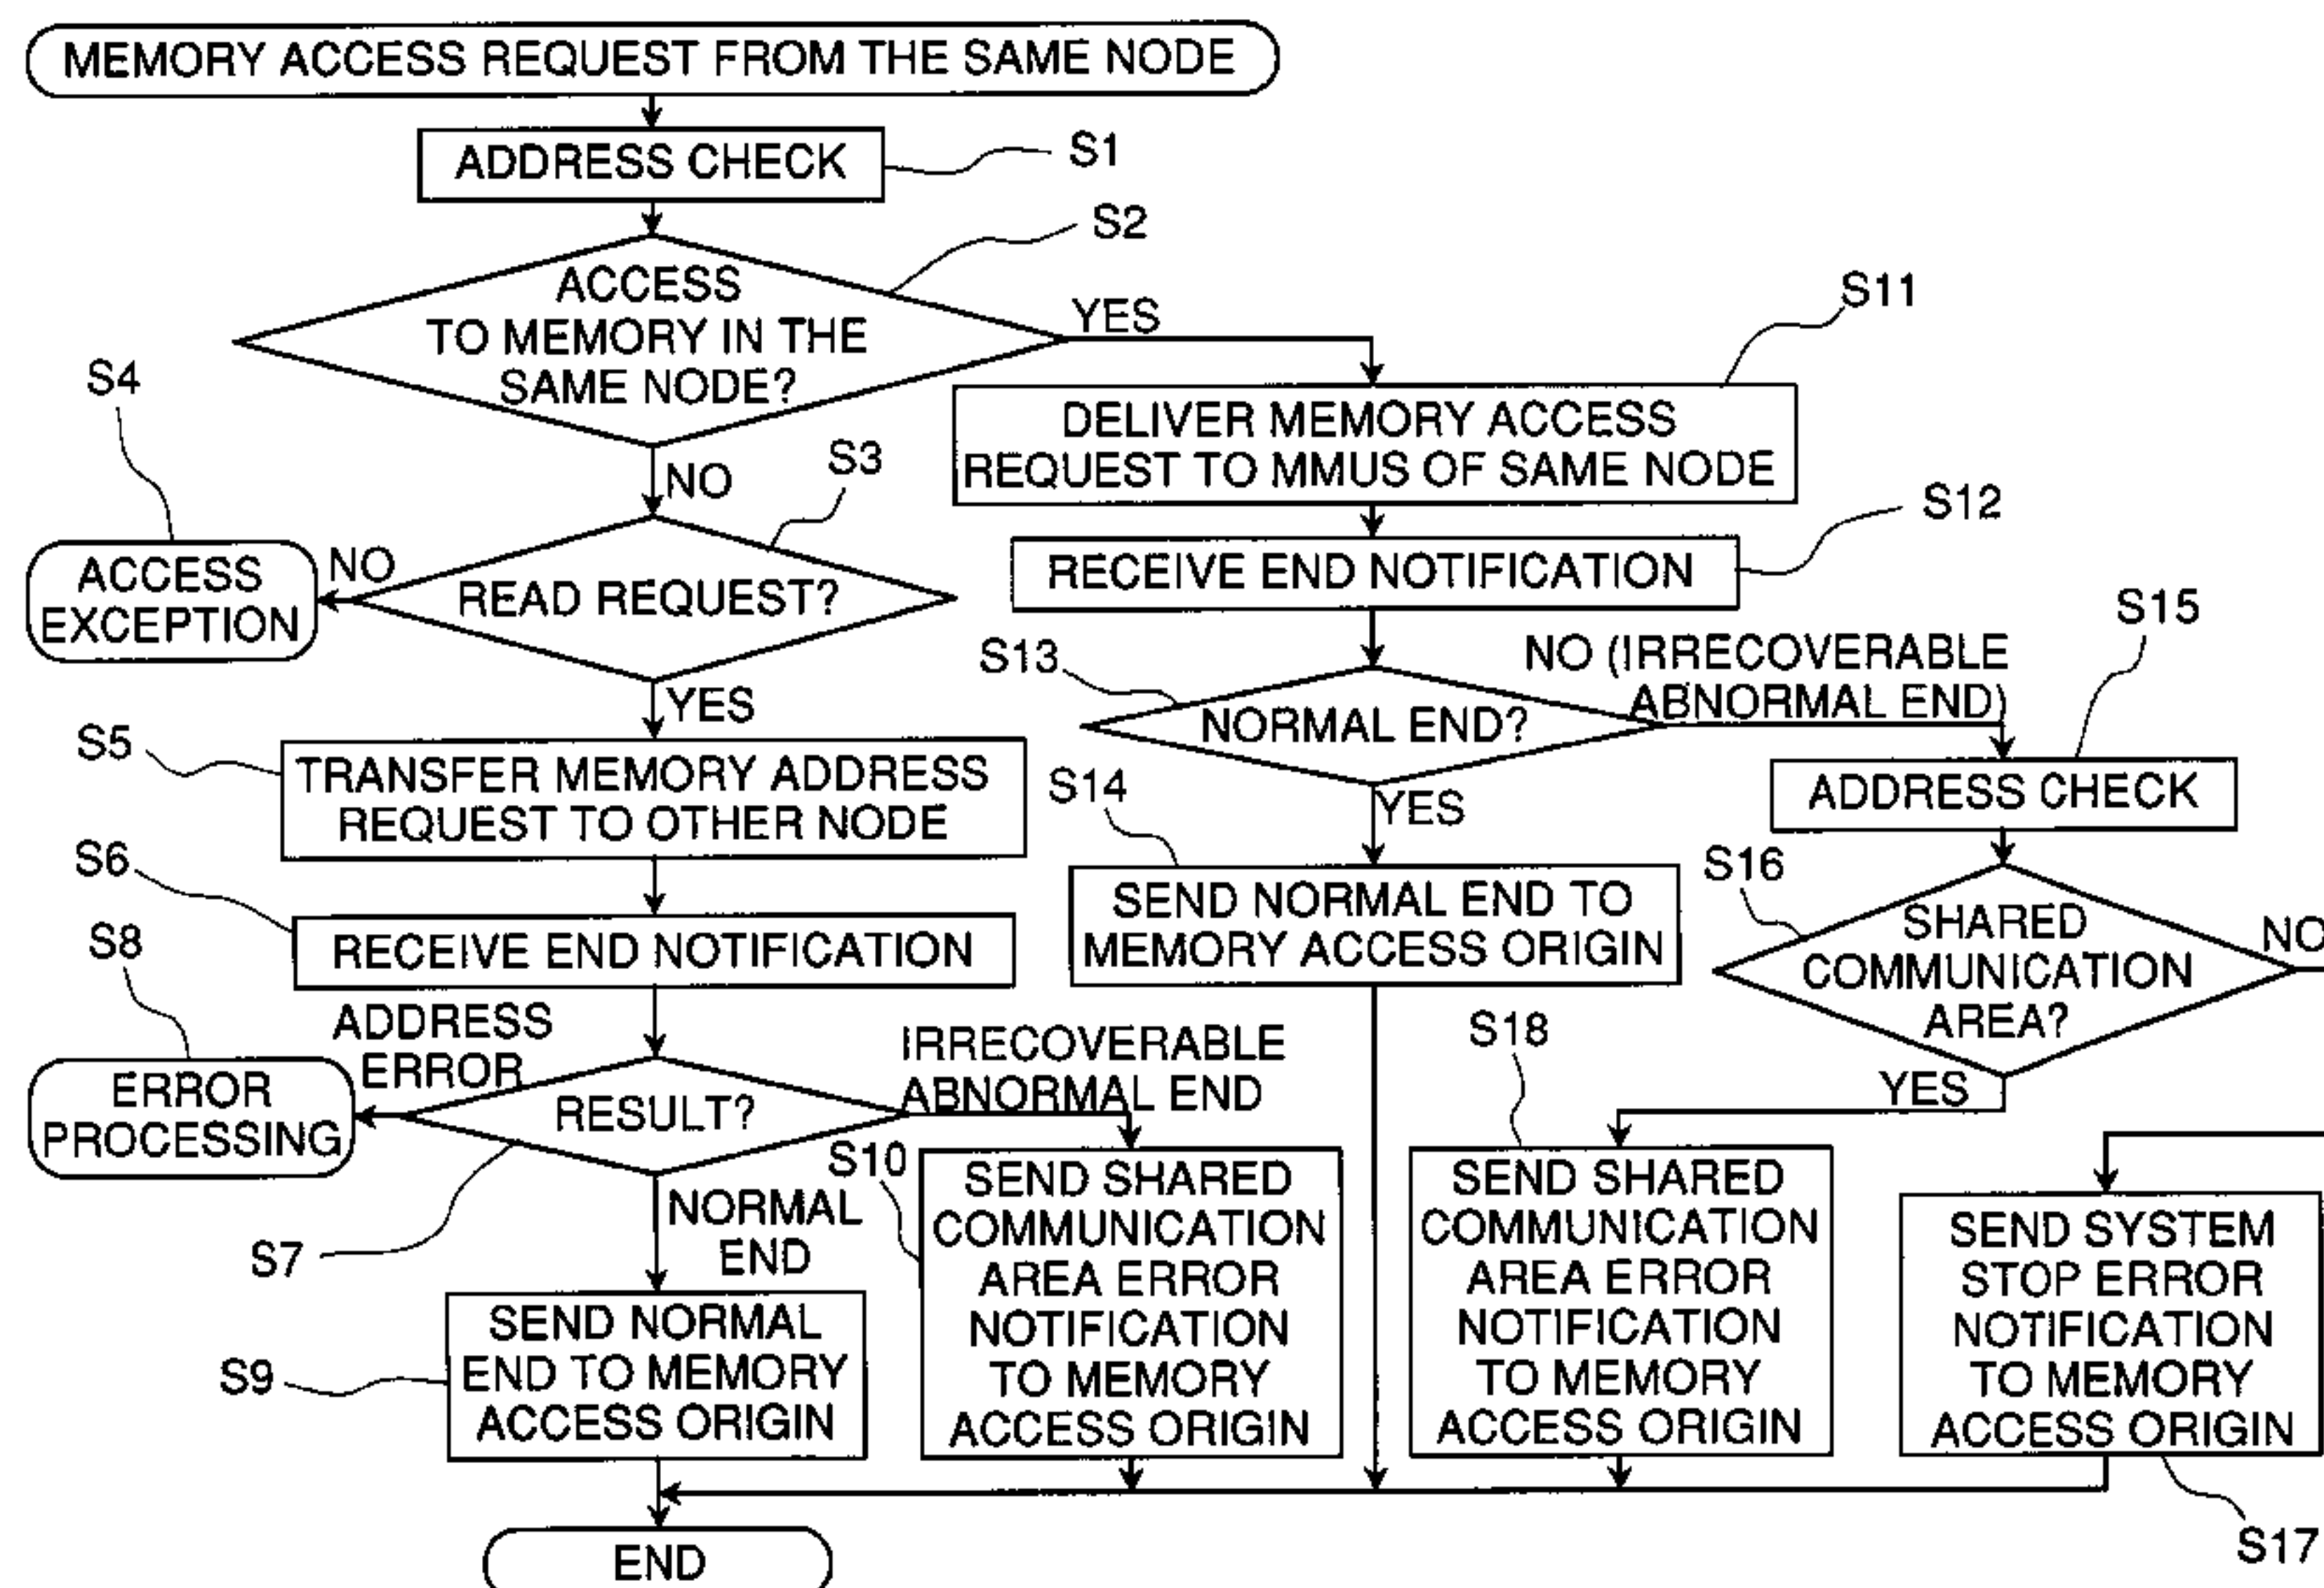 MEMORY ACCESS REQUEST FROM THE SAME NODE
ADDRESS CHECK
S1
S2
ACCESS
TO MEMORY IN THE
SAME NODE?
YES
NO
S3
READ REQUEST?
NO
S4
ACCESS
EXCEPTION
YES
S5
TRANSFER MEMORY ADDRESS
REQUEST TO OTHER NODE
S6
RECEIVE END NOTIFICATION
S7
RESULT?
ADDRESS
ERROR
S8
ERROR
PROCESSING
NORMAL
END
S9
SEND NORMAL
END TO MEMORY
ACCESS ORIGIN
IRRECOVERABLE
ABNORMAL END
S10
SEND SHARED
COMMUNICATION
AREA ERROR
NOTIFICATION
TO MEMORY
ACCESS ORIGIN
S11
DELIVER MEMORY ACCESS
REQUEST TO MMUS OF SAME NODE
S12
RECEIVE END NOTIFICATION
S13
NORMAL END?
YES
S14
SEND NORMAL END TO
MEMORY ACCESS ORIGIN
NO (IRRECOVERABLE
ABNORMAL END)
S15
ADDRESS CHECK
S16
SHARED
COMMUNICATION
AREA?
NO
YES
S18
SEND SHARED
COMMUNICATION
AREA ERROR
NOTIFICATION
TO MEMORY
ACCESS ORIGIN
SEND SYSTEM
STOP ERROR
NOTIFICATION
TO MEMORY
ACCESS ORIGIN
S17
END